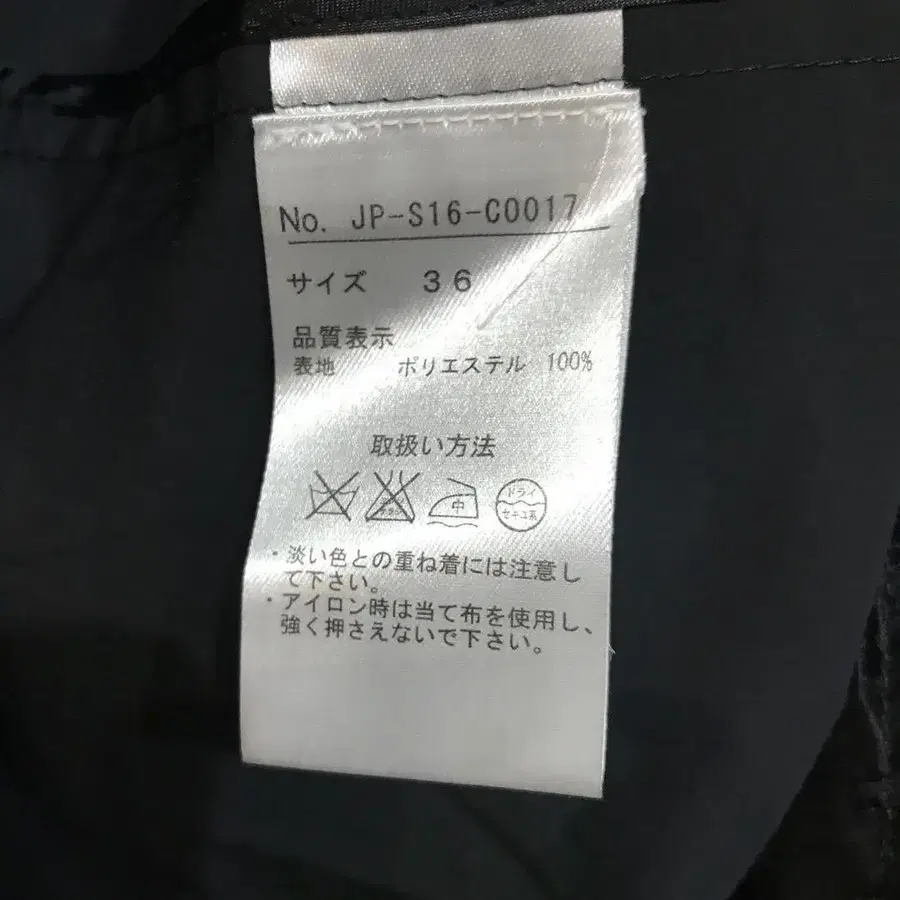 No. JP-S16-C0017
サイズ 36
品質表示
表地 ポリエステル 100%
取扱い方法
中
ドライ
セキユ系
・淡い色との重ね着には注意し
て下さい。
・アイロン時は当て布を使用し、
強く押さえないで下さい。